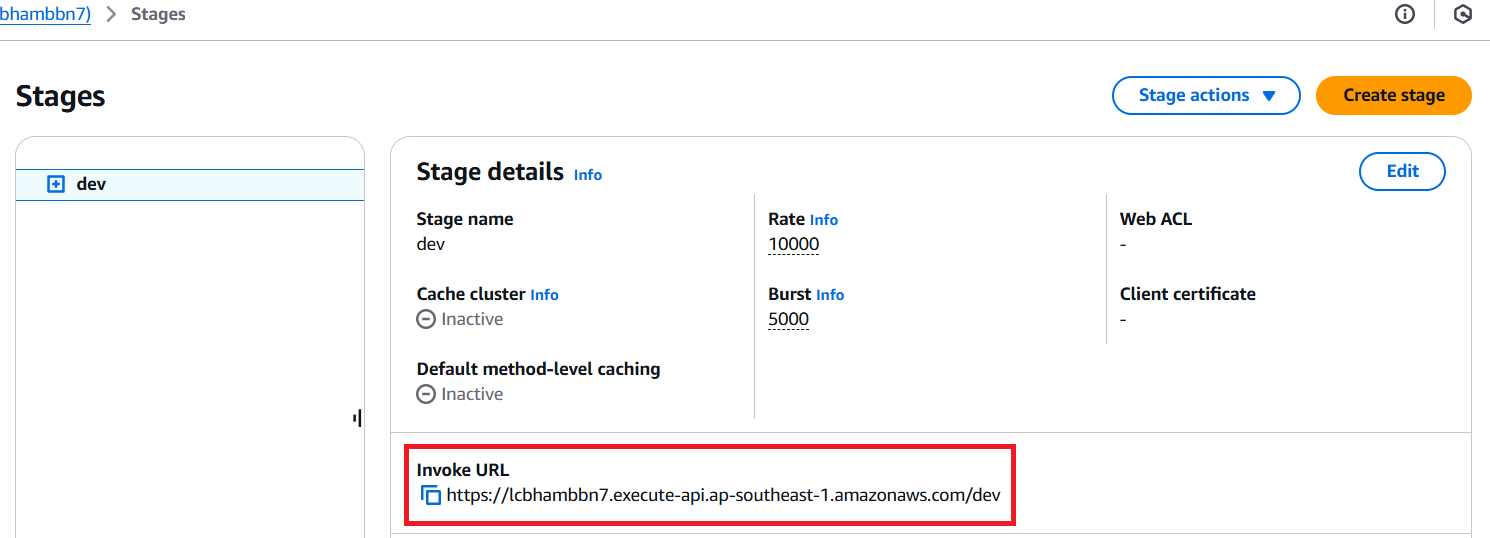 bhambbn7) > Stages
Stages
Stage actions
Create stage
dev
Stage details Info
Edit
Stage name
dev
Rate Info
10000
Web ACL
-
Cache cluster Info
Inactive
Burst Info
5000
Client certificate
-
Default method-level caching
Inactive
Invoke URL
https://lcbhambbn7.execute-api.ap-southeast-1.amazonaws.com/dev